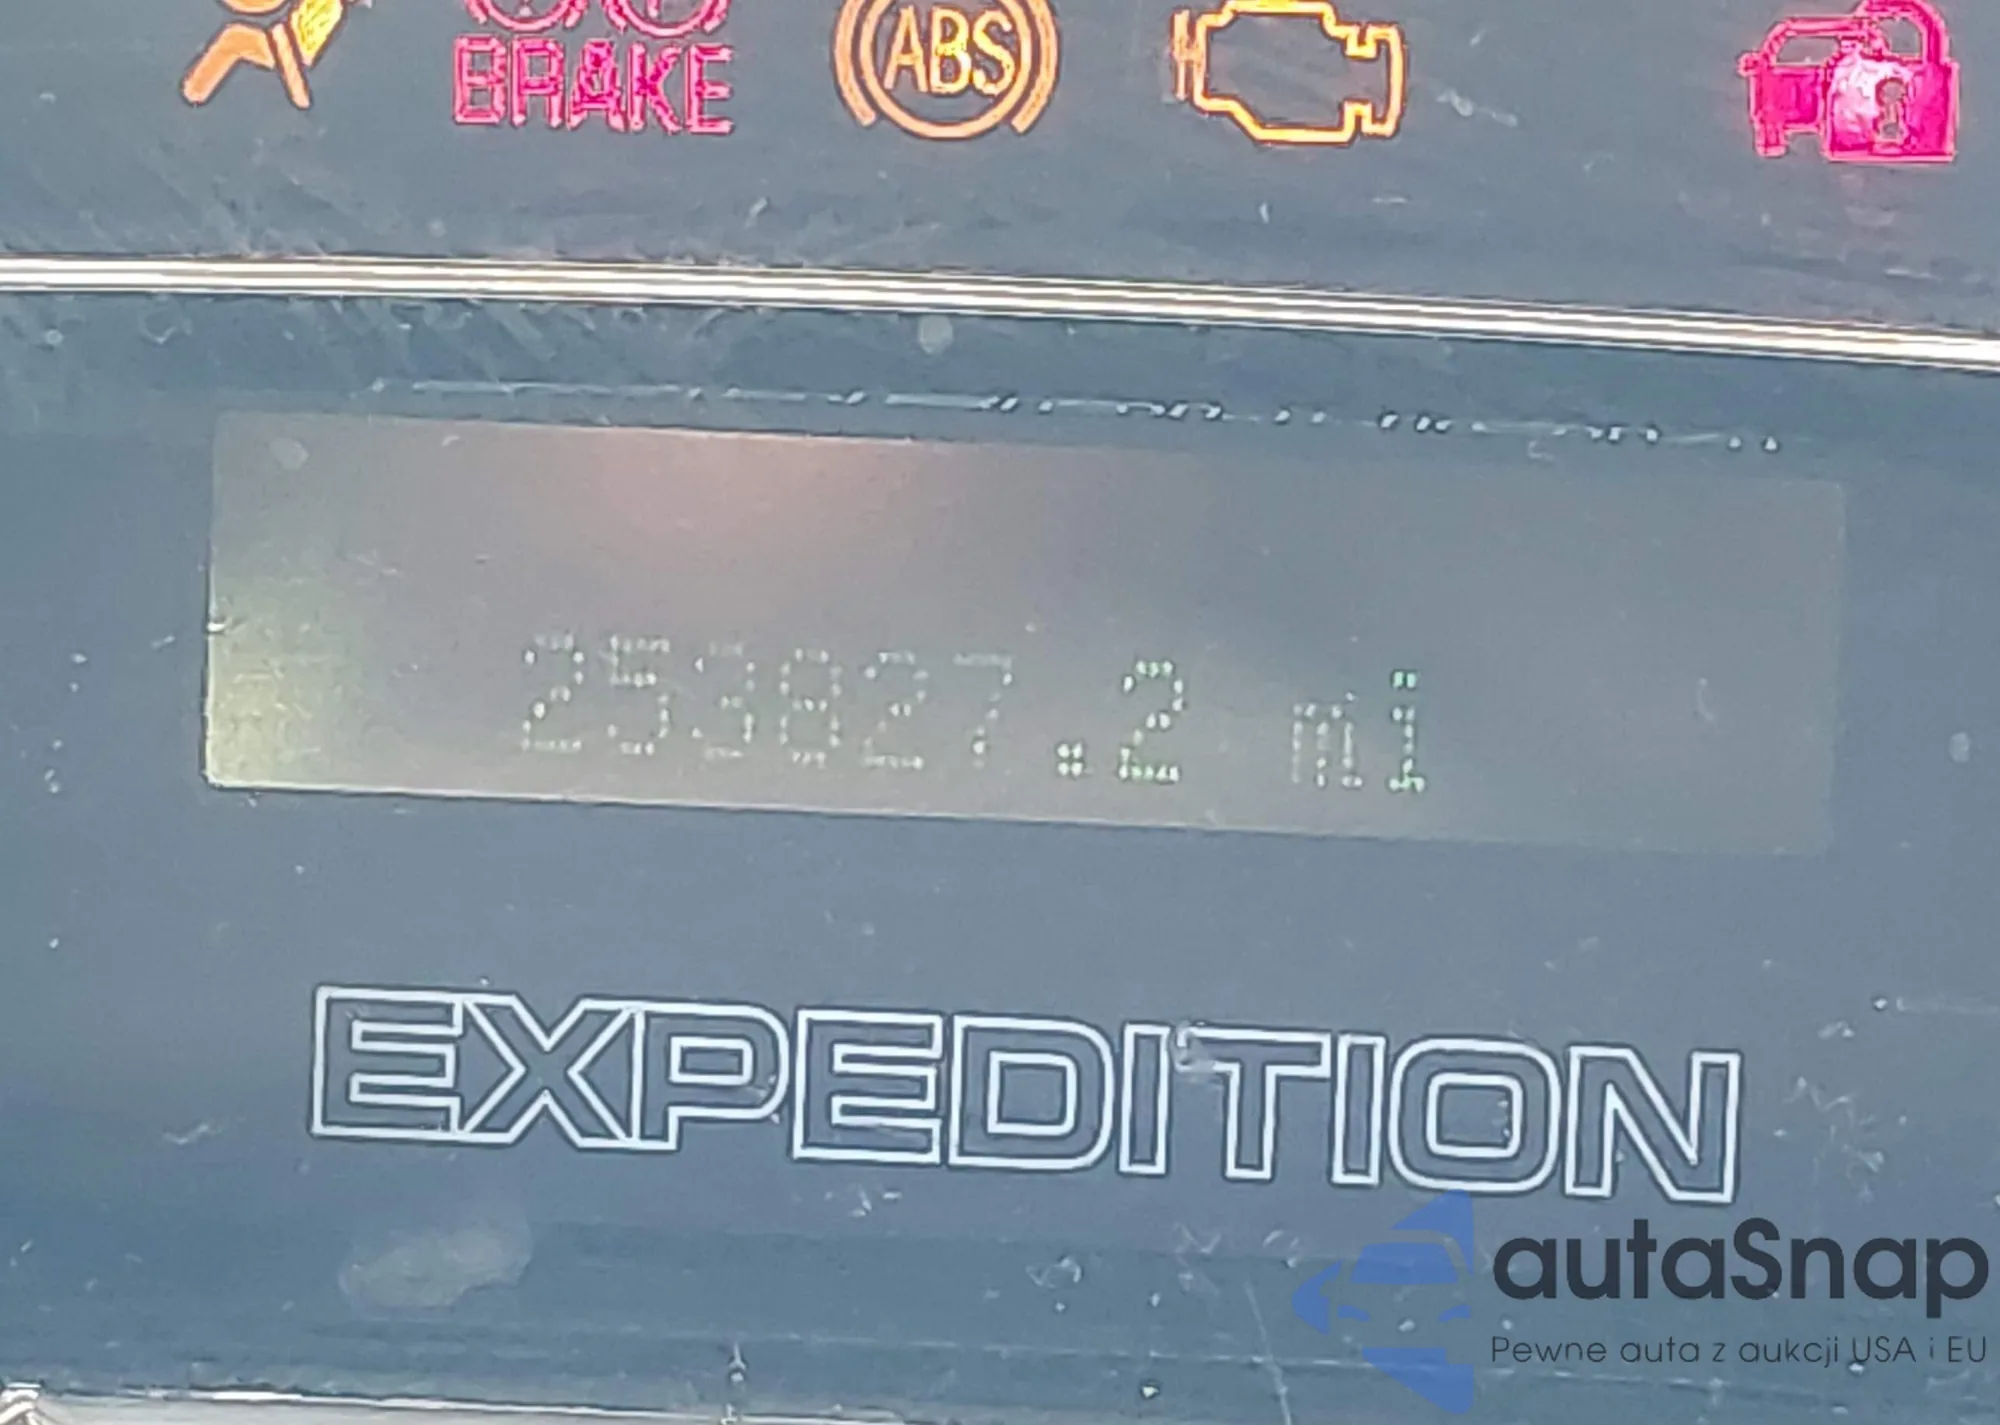 BRAKE ABS
253827.2 mi
EXPEDITION
autaSnap
Pewne auta z aukcji USA i EU